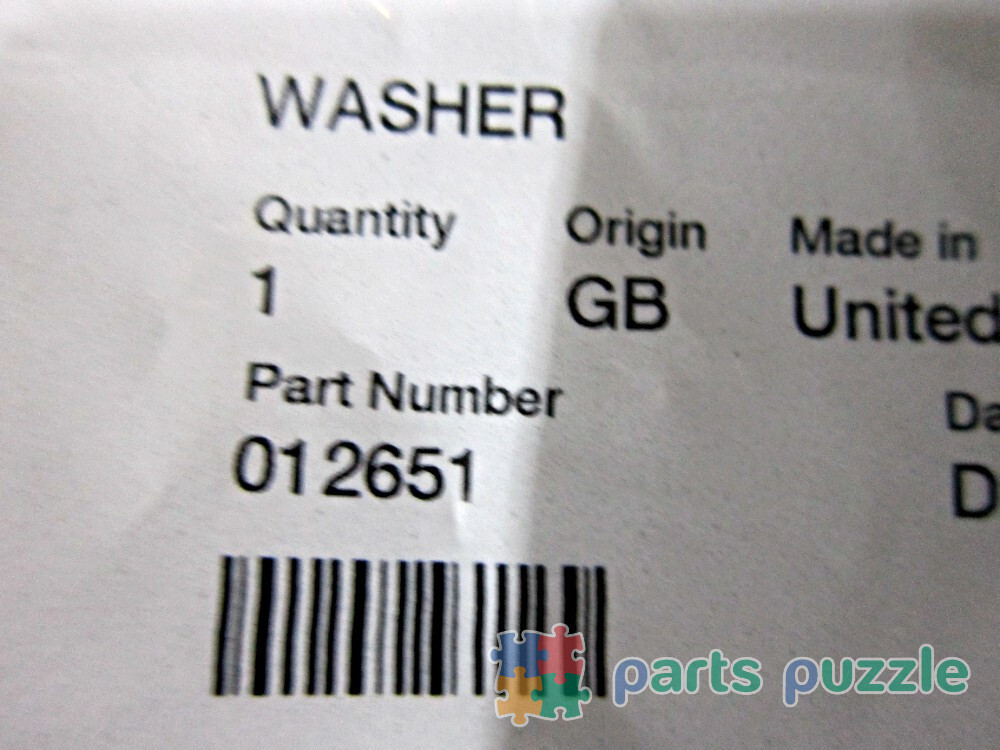 WASHER
Quantity Origin Made in
1 GB United
Part Number
012651
parts puzzle